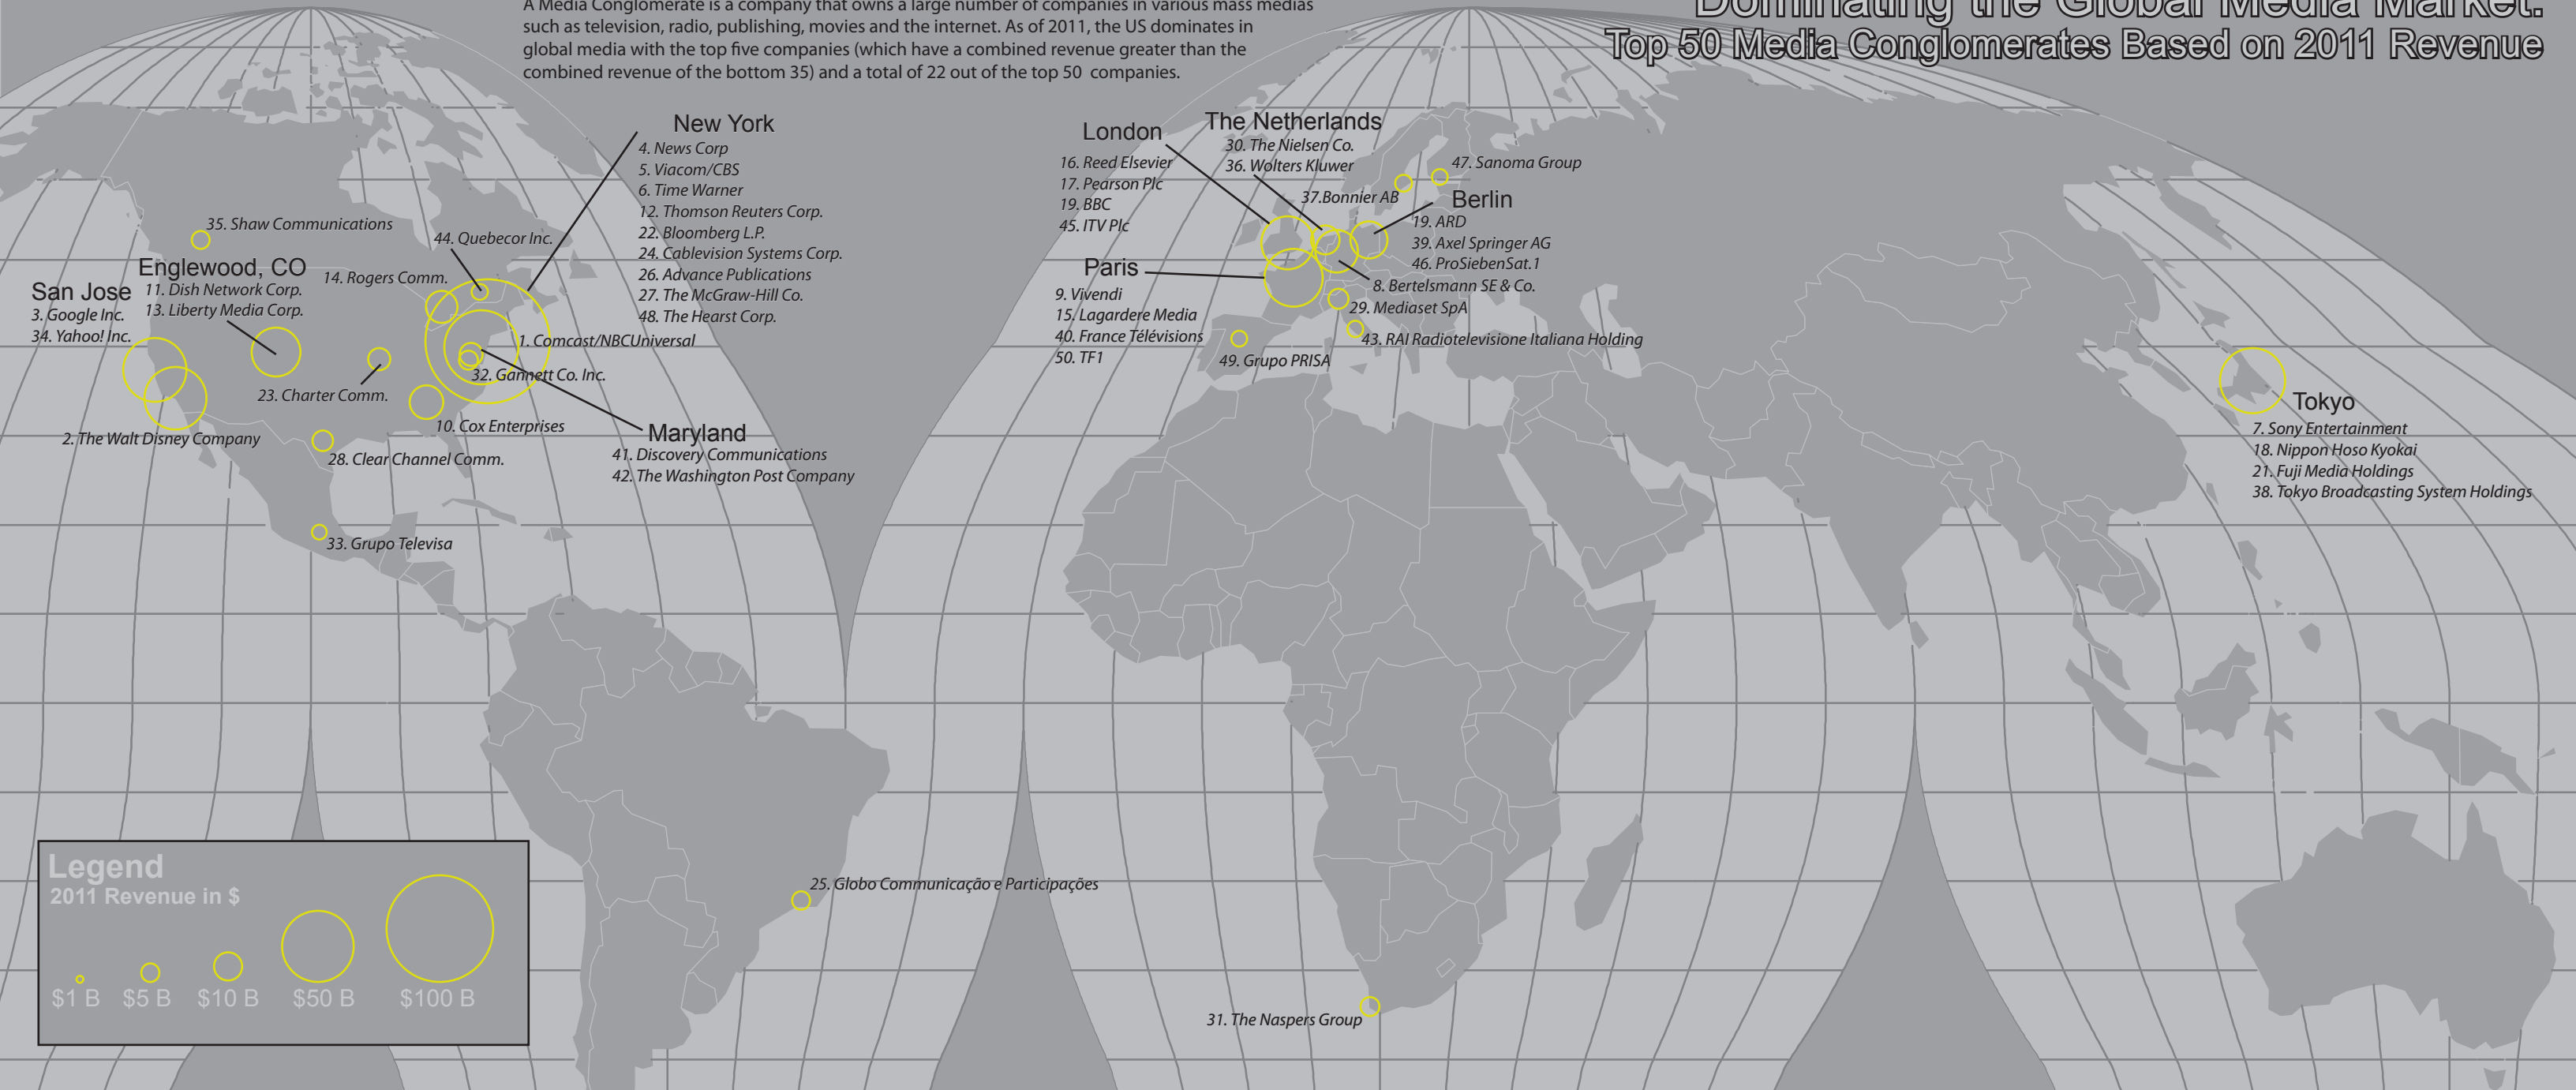 Dominating the Global Media Market:
Top 50 Media Conglomerates Based on 2011 Revenue
A Media Conglomerate is a company that owns a large number of companies in various mass medias
such as television, radio, publishing, movies and the internet. As of 2011, the US dominates in
global media with the top five companies (which have a combined revenue greater than the
combined revenue of the bottom 35) and a total of 22 out of the top 50 companies.
New York
4. News Corp
5. Viacom/CBS
6. Time Warner
12. Thomson Reuters Corp.
22. Bloomberg L.P.
24. Cablevision Systems Corp.
26. Advance Publications
27. The McGraw-Hill Co.
48. The Hearst Corp.
35. Shaw Communications
44. Quebecor Inc.
14. Rogers Comm.
Englewood, CO
11. Dish Network Corp.
13. Liberty Media Corp.
San Jose
3. Google Inc.
34. Yahoo! Inc.
1. Comcast/NBCUniversal
32. Gannett Co. Inc.
23. Charter Comm.
10. Cox Enterprises
2. The Walt Disney Company
28. Clear Channel Comm.
Maryland
41. Discovery Communications
42. The Washington Post Company
33. Grupo Televisa
25. Globo Communicação e Participações
London
16. Reed Elsevier
17. Pearson Plc
19. BBC
45. ITV Plc
The Netherlands
30. The Nielsen Co.
36. Wolters Kluwer
47. Sanoma Group
37.Bonnier AB
Berlin
19. ARD
39. Axel Springer AG
46. ProSiebenSat.1
Paris
9. Vivendi
15. Lagardere Media
40. France Télévisions
50. TF1
8. Bertelsmann SE & Co.
29. Mediaset SpA
43. RAI Radiotelevisione Italiana Holding
49. Grupo PRISA
Tokyo
7. Sony Entertainment
18. Nippon Hoso Kyokai
21. Fuji Media Holdings
38. Tokyo Broadcasting System Holdings
31. The Naspers Group
Legend
2011 Revenue in $
$1 B $5 B $10 B $50 B $100 B